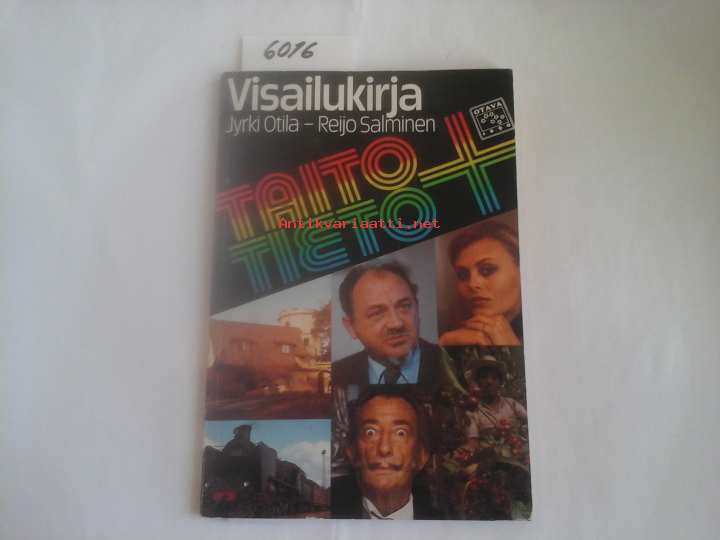 6016
Visailukirja
Jyrki Otila – Reijo Salminen
OTAVA
TAITO
TIETO
+
Antikvariaatti.net